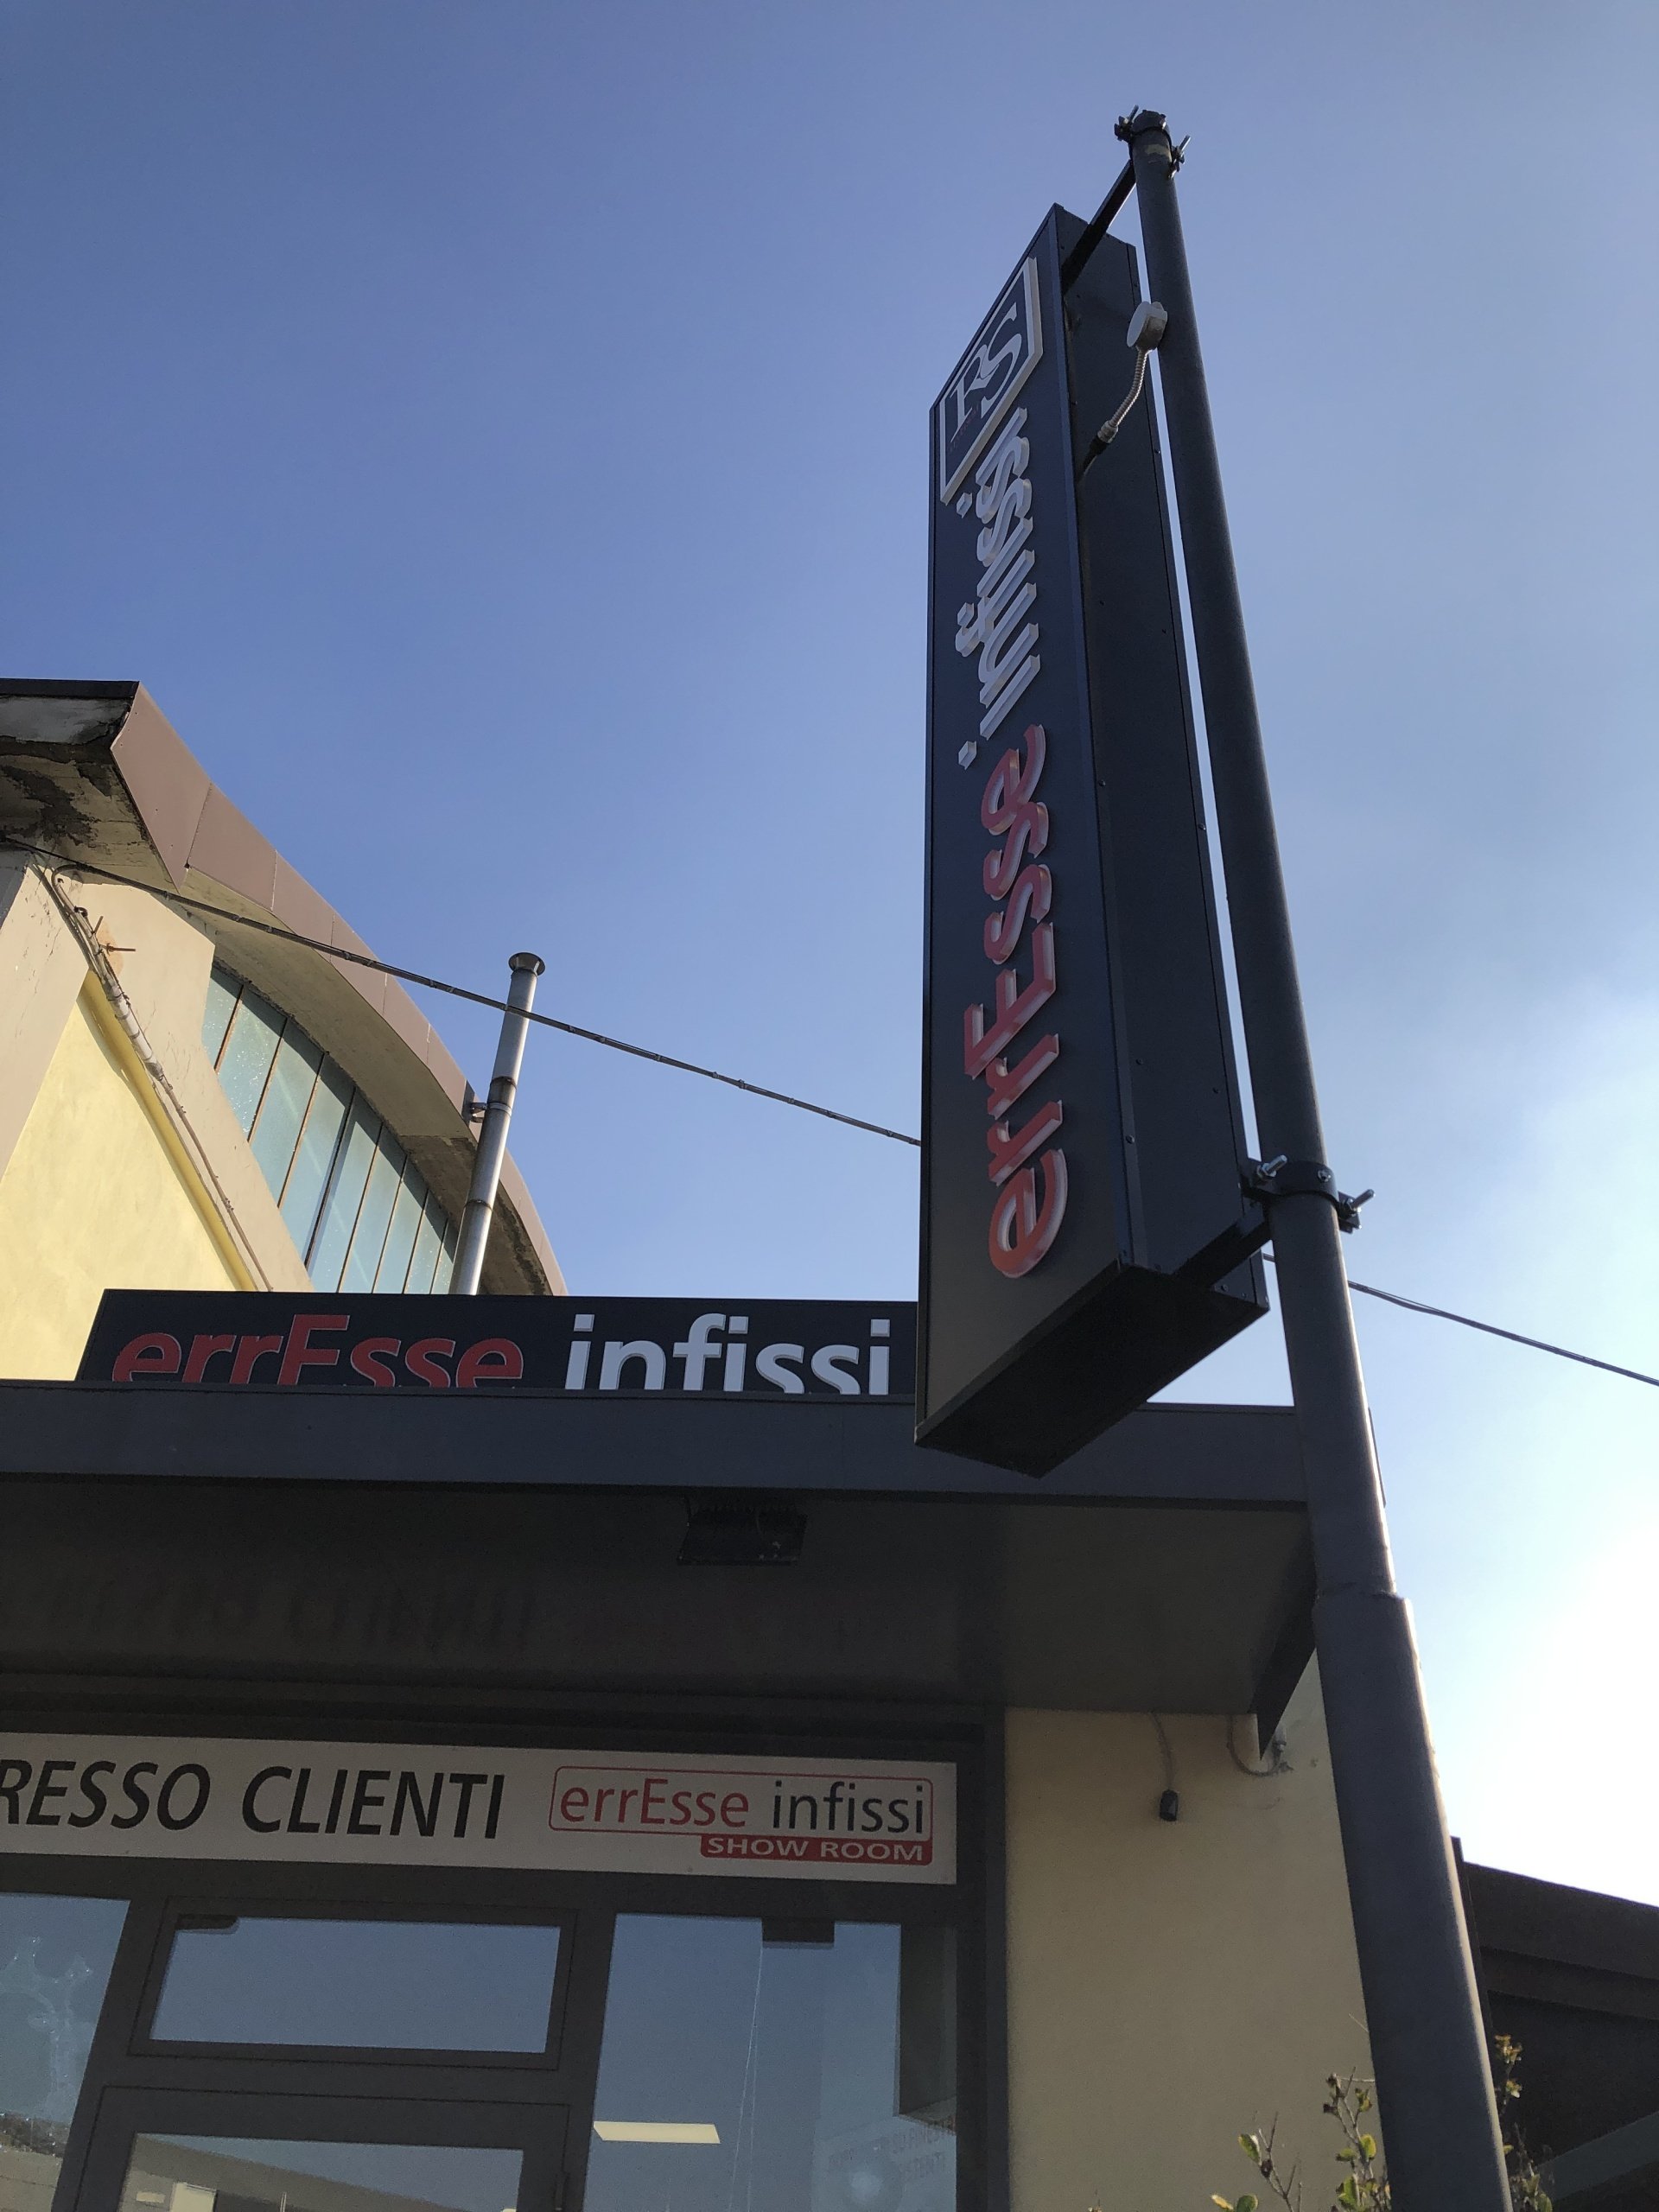 RS
errEsse infissi
errEsse infissi
RESSO CLIENTI
errEsse infissi
SHOW ROOM